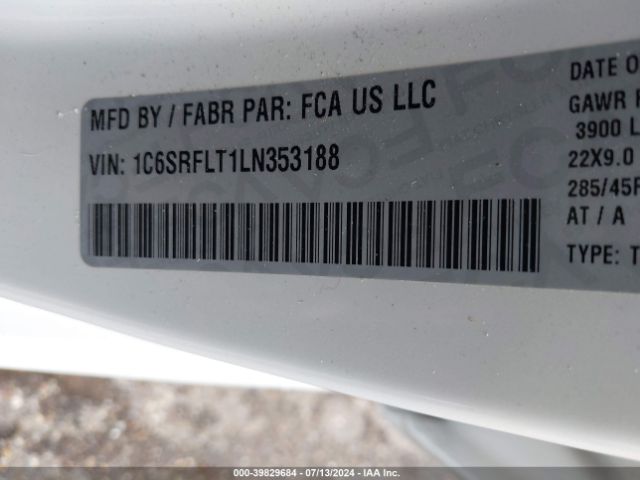 MFD BY / FABR PAR: FCA US LLC
VIN: 1C6SRFLT1LN353188
DATE O
GAWR
3900 L
22X9.0
285/45R
AT / A
TYPE: T
000-39829684 / 07/13/2024 - IAA Inc.